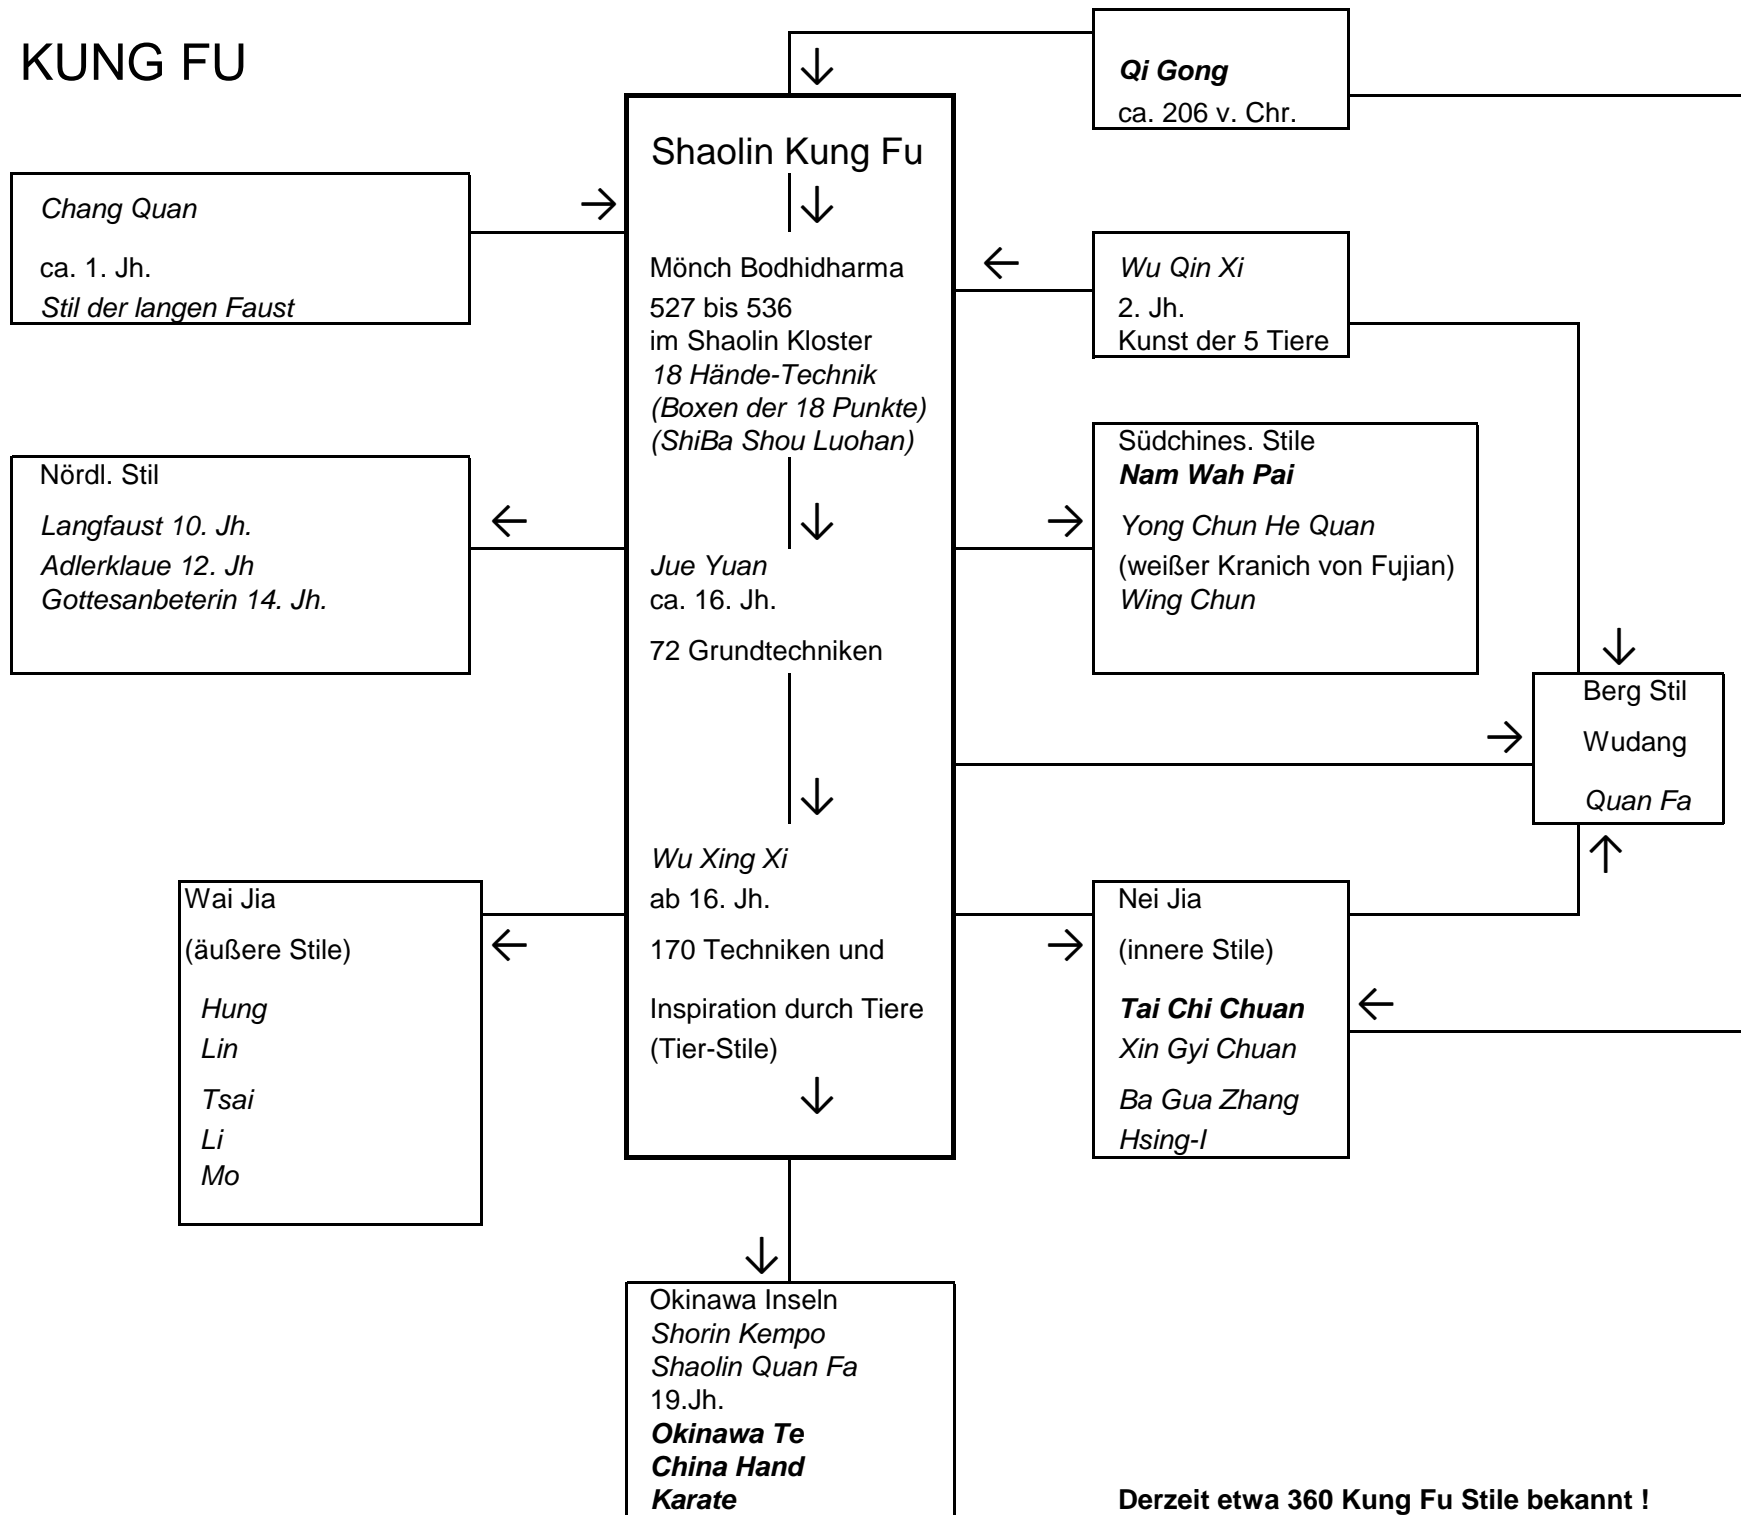 KUNG FU
Qi Gong
ca. 206 v. Chr.
Shaolin Kung Fu
Chang Quan
ca. 1. Jh.
Stil der langen Faust
Mönch Bodhidharma
527 bis 536
im Shaolin Kloster
18 Hände-Technik
(Boxen der 18 Punkte)
(ShiBa Shou Luohan)
Wu Qin Xi
2. Jh.
Kunst der 5 Tiere
Nördl. Stil
Langfaust 10. Jh.
Adlerklaue 12. Jh
Gottesanbeterin 14. Jh.
Jue Yuan
ca. 16. Jh.
72 Grundtechniken
Südchines. Stile
Nam Wah Pai
Yong Chun He Quan
(weißer Kranich von Fujian)
Wing Chun
Berg Stil
Wudang
Quan Fa
Wai Jia
(äußere Stile)
Hung
Lin
Tsai
Li
Mo
Wu Xing Xi
ab 16. Jh.
170 Techniken und
Inspiration durch Tiere
(Tier-Stile)
Nei Jia
(innere Stile)
Tai Chi Chuan
Xin Gyi Chuan
Ba Gua Zhang
Hsing-I
Okinawa Inseln
Shorin Kempo
Shaolin Quan Fa
19.Jh.
Okinawa Te
China Hand
Karate
Derzeit etwa 360 Kung Fu Stile bekannt !